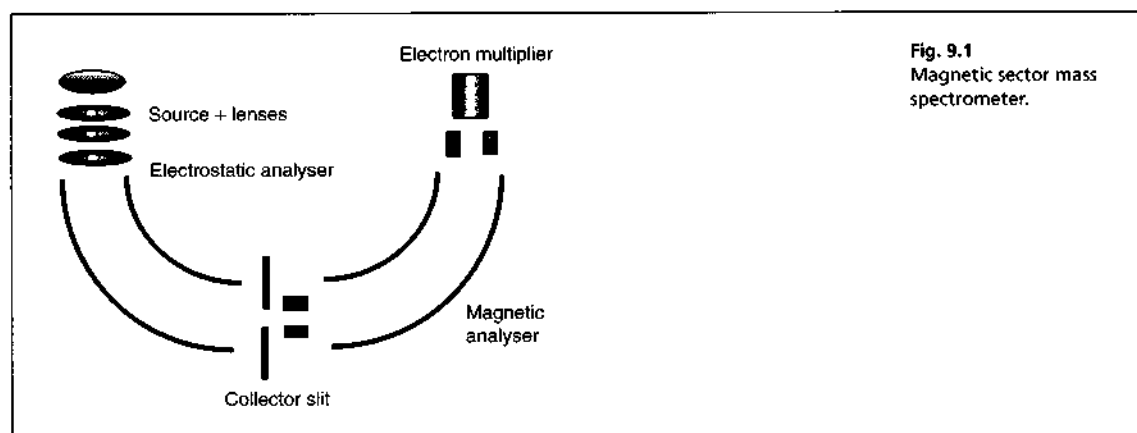 Electron multiplier
Source + lenses
Electrostatic analyser
Magnetic
analyser
Collector slit
Fig. 9.1
Magnetic sector mass
spectrometer.